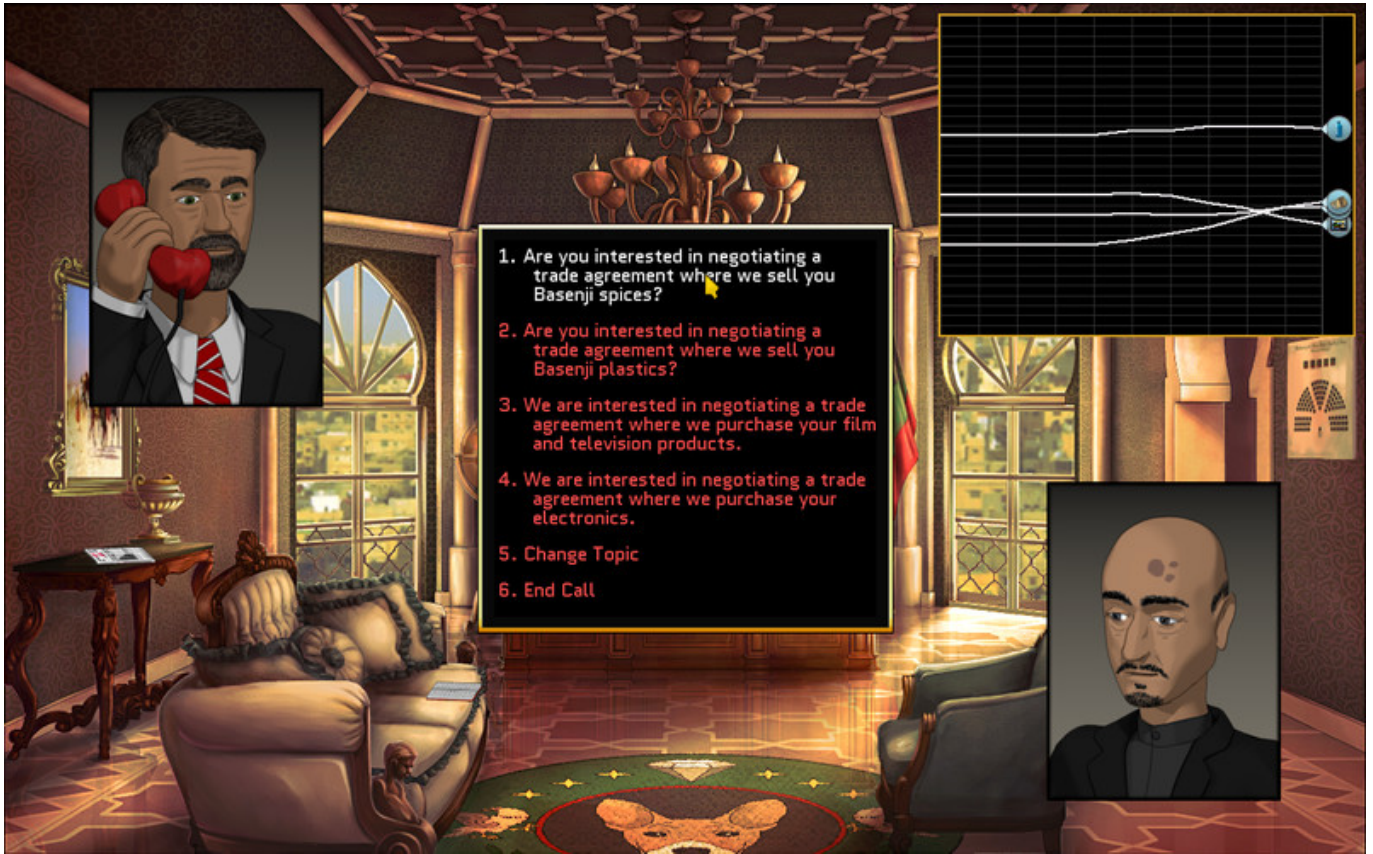 1. Are you interested in negotiating a
trade agreement where we sell you
Basenji spices?
2. Are you interested in negotiating a
trade agreement where we sell you
Basenji plastics?
3. We are interested in negotiating a trade
agreement where we purchase your film
and television products.
4. We are interested in negotiating a trade
agreement where we purchase your
electronics.
5. Change Topic
6. End Call